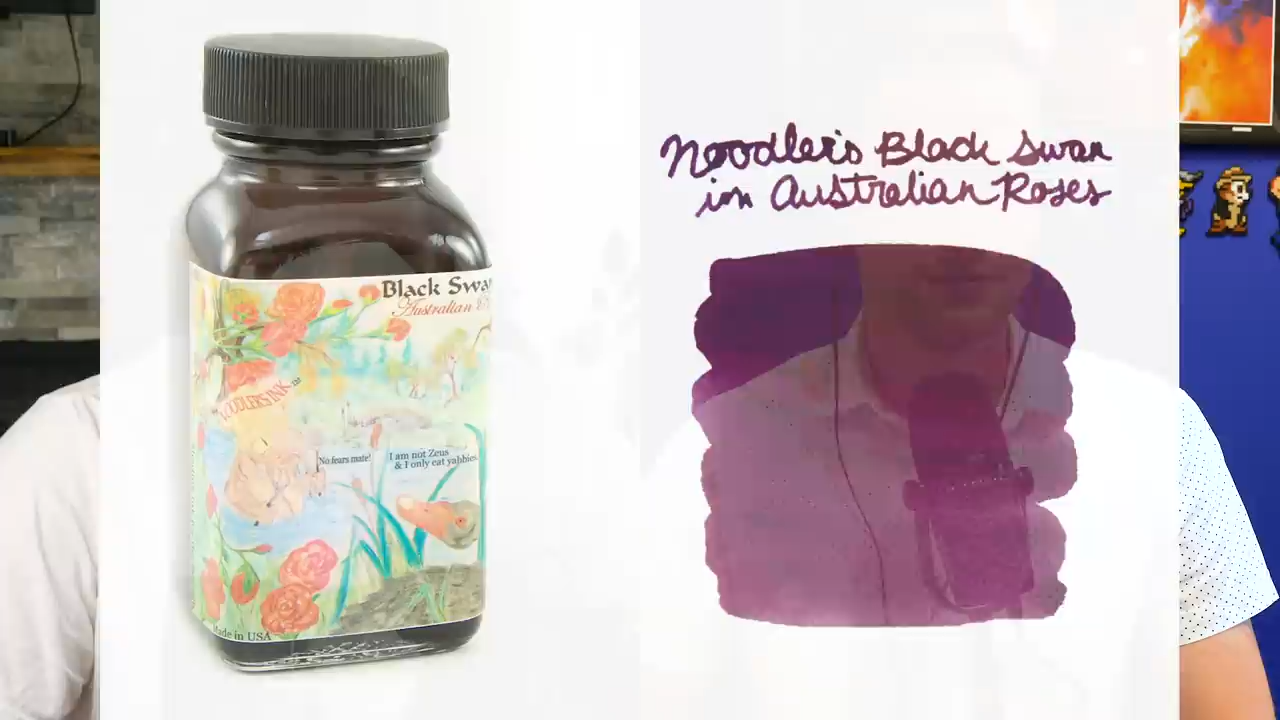 Black Swa
Australian
NOODLER'S INK
No fears mate!
I am not Zeus
& I only eat yabbies.
Made in USA
Noodler's Black Swan
in Australian Roses